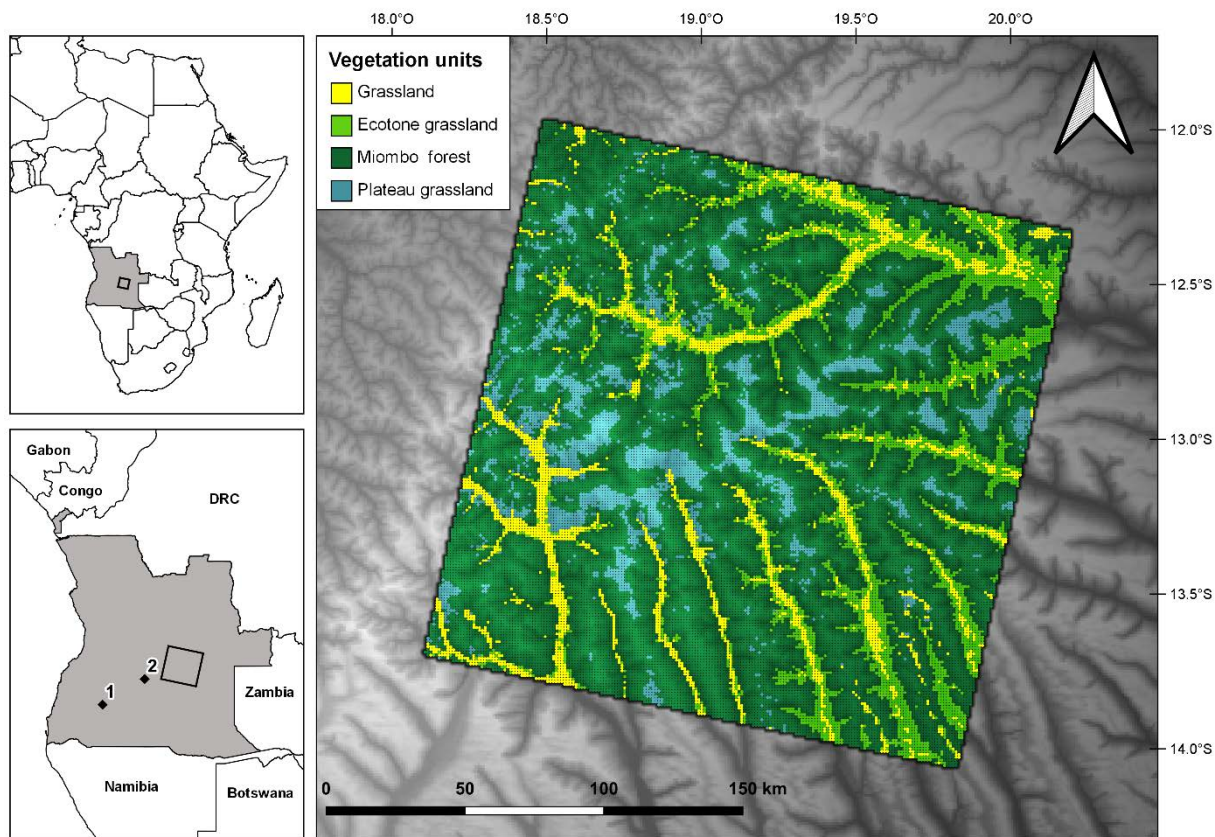 18.0°O 18.5°O 19.0°O 19.5°O 20.0°O
Vegetation units
Grassland
Ecotone grassland
Miombo forest
Plateau grassland
12.0°S
12.5°S
13.0°S
13.5°S
14.0°S
Gabon
Congo
DRC
2
1
Zambia
Namibia
Botswana
0 50 100 150 km